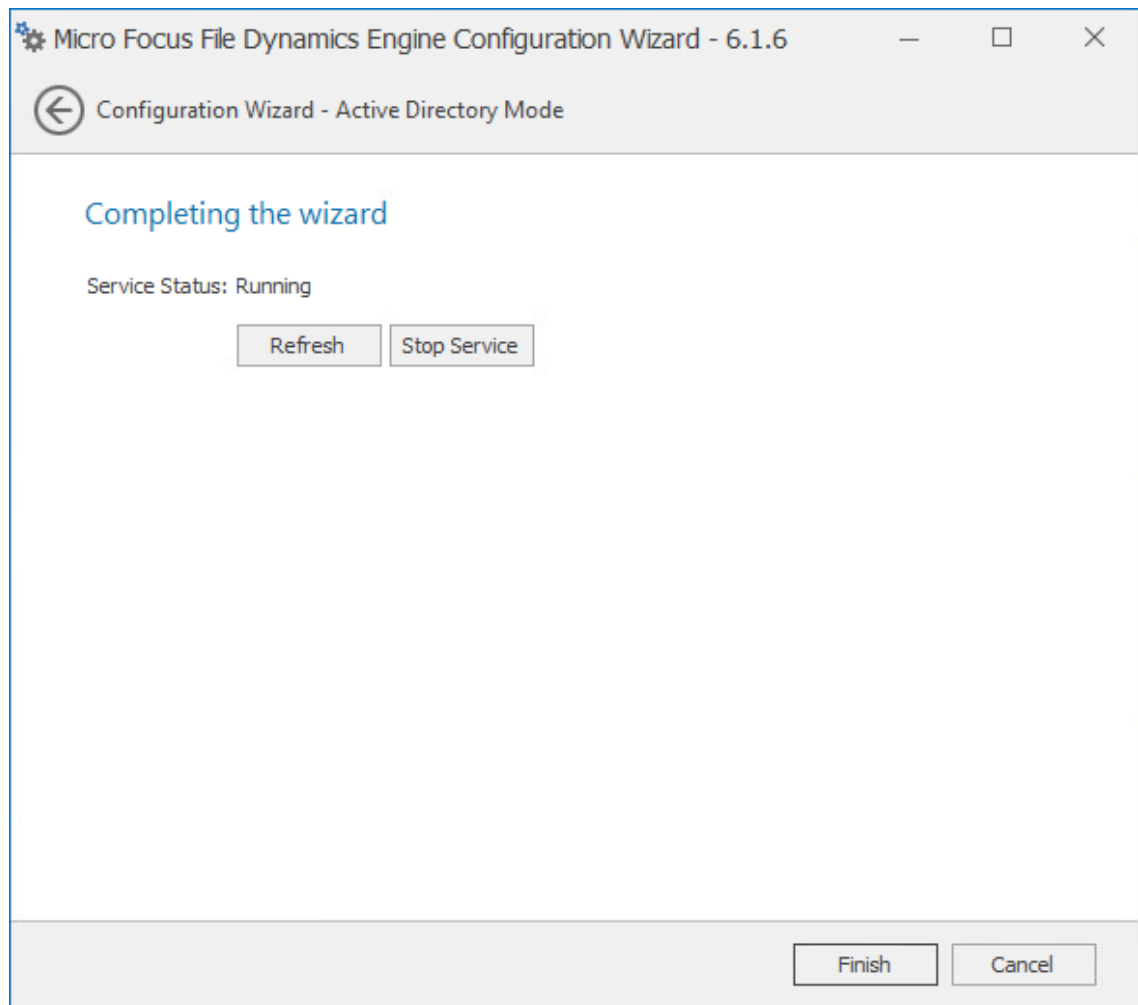 Micro Focus File Dynamics Engine Configuration Wizard - 6.1.6
Configuration Wizard - Active Directory Mode
Completing the wizard
Service Status: Running
Refresh
Stop Service
Finish
Cancel